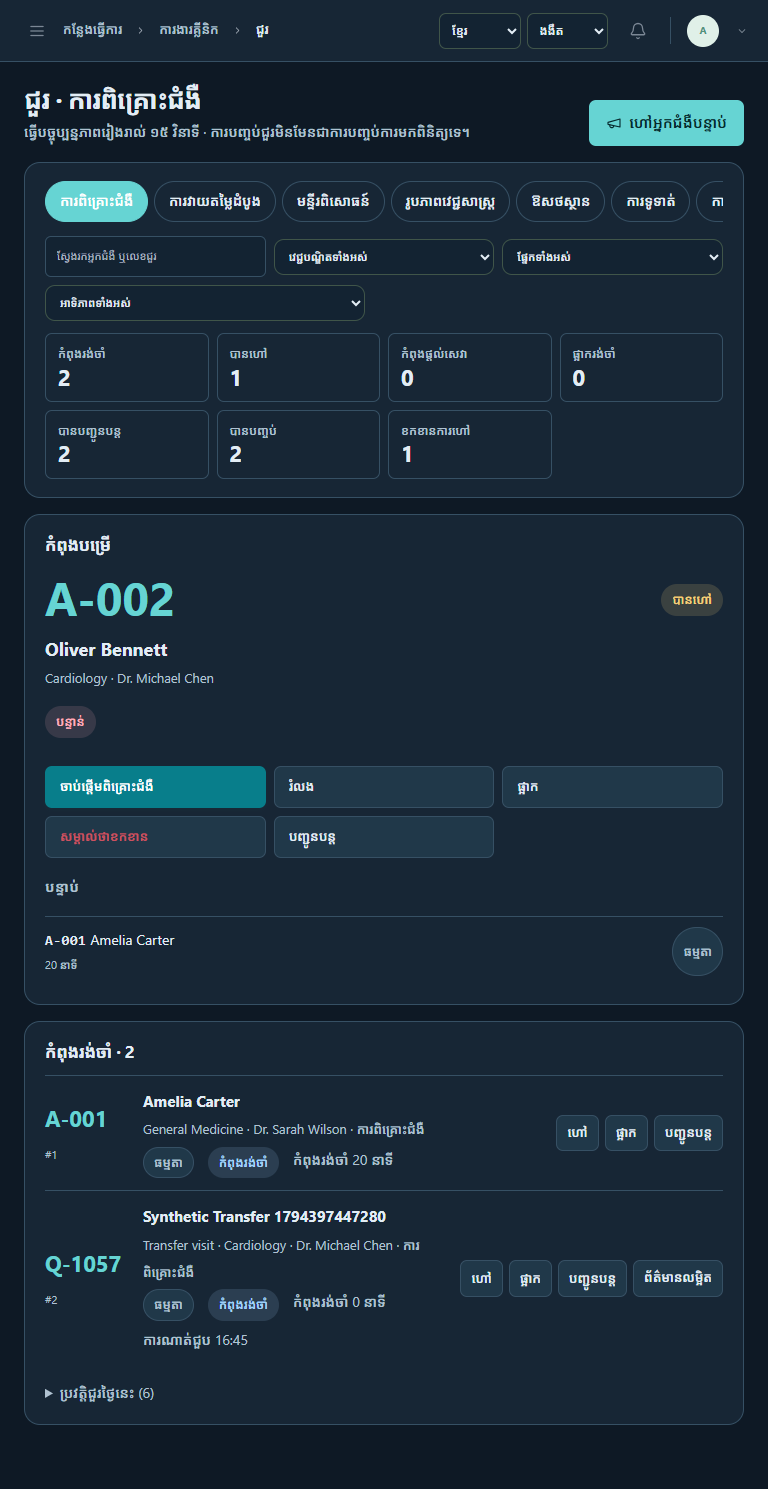 កន្លែងធ្វើការ › ការងារគ្លីនិក › ជួរ
ខ្មែរ
ងងឹត
A
ជួរ · ការពិគ្រោះជំងឺ
ធ្វើបច្ចុប្បន្នភាពរៀងរាល់ ១៥ វិនាទី · ការបញ្ចប់ជួរមិនមែនជាការបញ្ចប់ការមកពិនិត្យទេ។
ហៅអ្នកជំងឺបន្ទាប់
ការពិគ្រោះជំងឺ
ការវាយតម្លៃដំបូង
មន្ទីរពិសោធន៍
រូបភាពវេជ្ជសាស្ត្រ
ឱសថស្ថាន
ការទូទាត់
ស្វែងរកអ្នកជំងឺ ឬលេខជួរ
វេជ្ជបណ្ឌិតទាំងអស់
ផ្នែកទាំងអស់
អាទិភាពទាំងអស់
កំពុងរង់ចាំ
2
បានហៅ
1
កំពុងផ្តល់សេវា
0
ផ្អាករង់ចាំ
0
បានបញ្ជូនបន្ត
2
បានបញ្ចប់
2
ខកខានការហៅ
1
កំពុងបម្រើ
A-002
បានហៅ
Oliver Bennett
Cardiology · Dr. Michael Chen
បន្ទាន់
ចាប់ផ្តើមពិគ្រោះជំងឺ
រំលង
ផ្អាក
សម្គាល់ថាខកខាន
បញ្ជូនបន្ត
បន្ទាប់
A-001 Amelia Carter
20 នាទី
ធម្មតា
កំពុងរង់ចាំ · 2
A-001
#1
Amelia Carter
General Medicine · Dr. Sarah Wilson · ការពិគ្រោះជំងឺ
ធម្មតា
កំពុងរង់ចាំ
កំពុងរង់ចាំ 20 នាទី
ហៅ
ផ្អាក
បញ្ជូនបន្ត
Q-1057
#2
Synthetic Transfer 1794397447280
Transfer visit · Cardiology · Dr. Michael Chen · ការ
ពិគ្រោះជំងឺ
ធម្មតា
កំពុងរង់ចាំ
កំពុងរង់ចាំ 0 នាទី
ការណាត់ជួប 16:45
ហៅ
ផ្អាក
បញ្ជូនបន្ត
ព័ត៌មានលម្អិត
ប្រវត្តិជួរថ្ងៃនេះ (6)